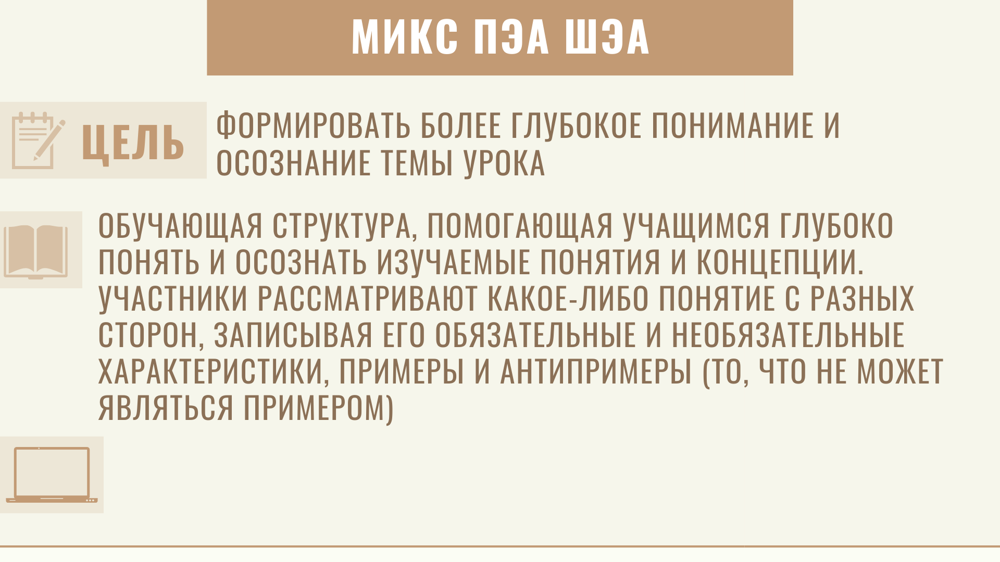 МИКС ПЭА ШЭА
ЦЕЛЬ
ФОРМИРОВАТЬ БОЛЕЕ ГЛУБОКОЕ ПОНИМАНИЕ И
ОСОЗНАНИЕ ТЕМЫ УРОКА
ОБУЧАЮЩАЯ СТРУКТУРА, ПОМОГАЮЩАЯ УЧАЩИМСЯ ГЛУБОКО
ПОНЯТЬ И ОСОЗНАТЬ ИЗУЧАЕМЫЕ ПОНЯТИЯ И КОНЦЕПЦИИ.
УЧАСТНИКИ РАССМАТРИВАЮТ КАКОЕ-ЛИБО ПОНЯТИЕ С РАЗНЫХ
СТОРОН, ЗАПИСЫВАЯ ЕГО ОБЯЗАТЕЛЬНЫЕ И НЕОБЯЗАТЕЛЬНЫЕ
ХАРАКТЕРИСТИКИ, ПРИМЕРЫ И АНТИПРИМЕРЫ (ТО, ЧТО НЕ МОЖЕТ
ЯВЛЯТЬСЯ ПРИМЕРОМ)